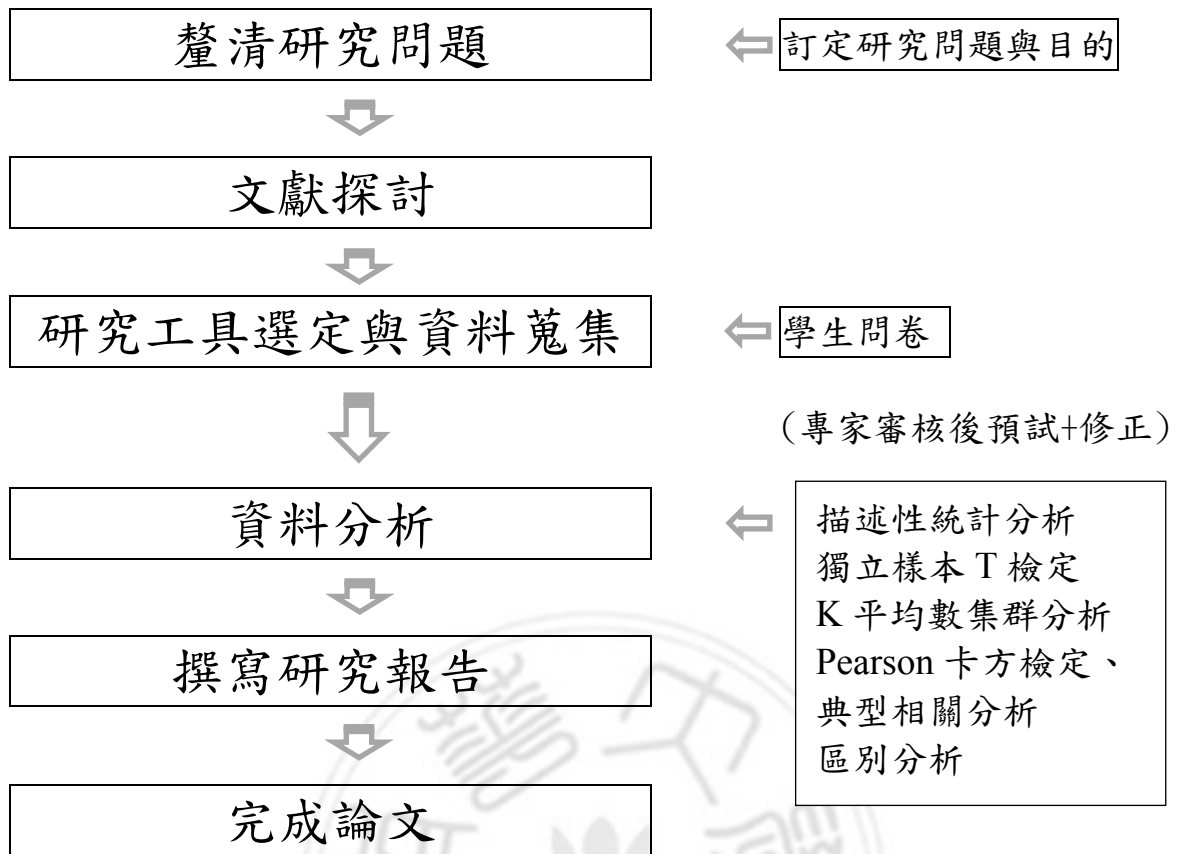 釐清研究問題
訂定研究問題與目的
文獻探討
研究工具選定與資料蒐集
學生問卷
（專家審核後預試+修正）
資料分析
描述性統計分析
獨立樣本 T 檢定
K 平均數集群分析
Pearson 卡方檢定、
典型相關分析
區別分析
撰寫研究報告
完成論文